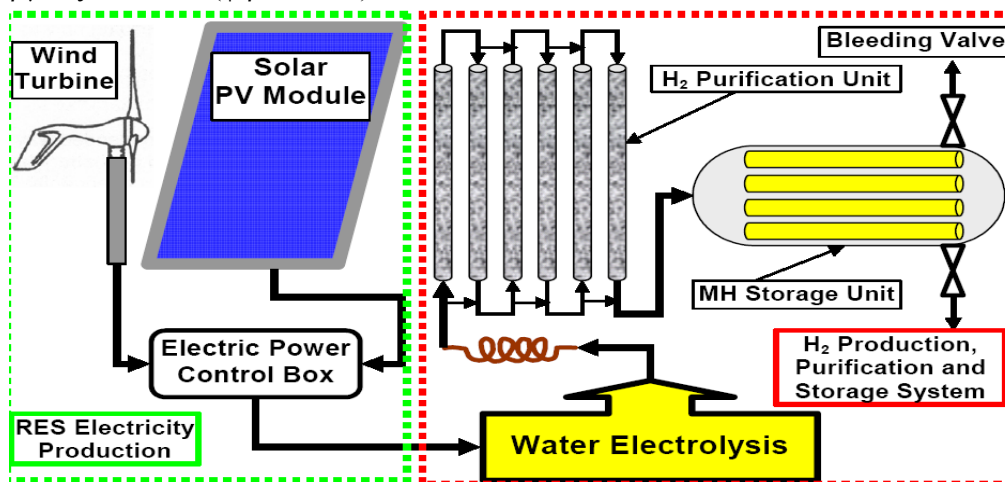 Wind
Turbine
Solar
PV Module
H₂ Purification Unit
Bleeding Valve
MH Storage Unit
Electric Power
Control Box
H₂ Production,
Purification and
Storage System
RES Electricity
Production
Water Electrolysis